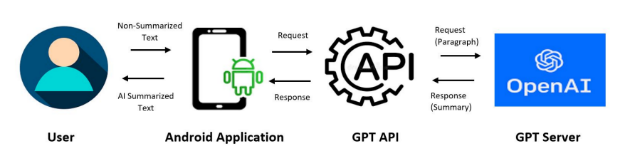 Non-Summarized
Text
AI Summarized
Text
Request
Response
API
Request
(Paragraph)
Response
(Summary)
OpenAI
User
Android Application
GPT API
GPT Server